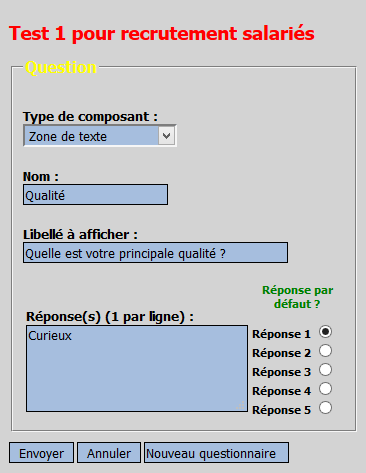 Test 1 pour recrutement salariés
Question
Type de composant :
Zone de texte
Nom :
Qualité
Libellé à afficher :
Quelle est votre principale qualité ?
Réponse par
défaut ?
Réponse(s) (1 par ligne) :
Curieux
Réponse 1
Réponse 2
Réponse 3
Réponse 4
Réponse 5
Envoyer Annuler Nouveau questionnaire